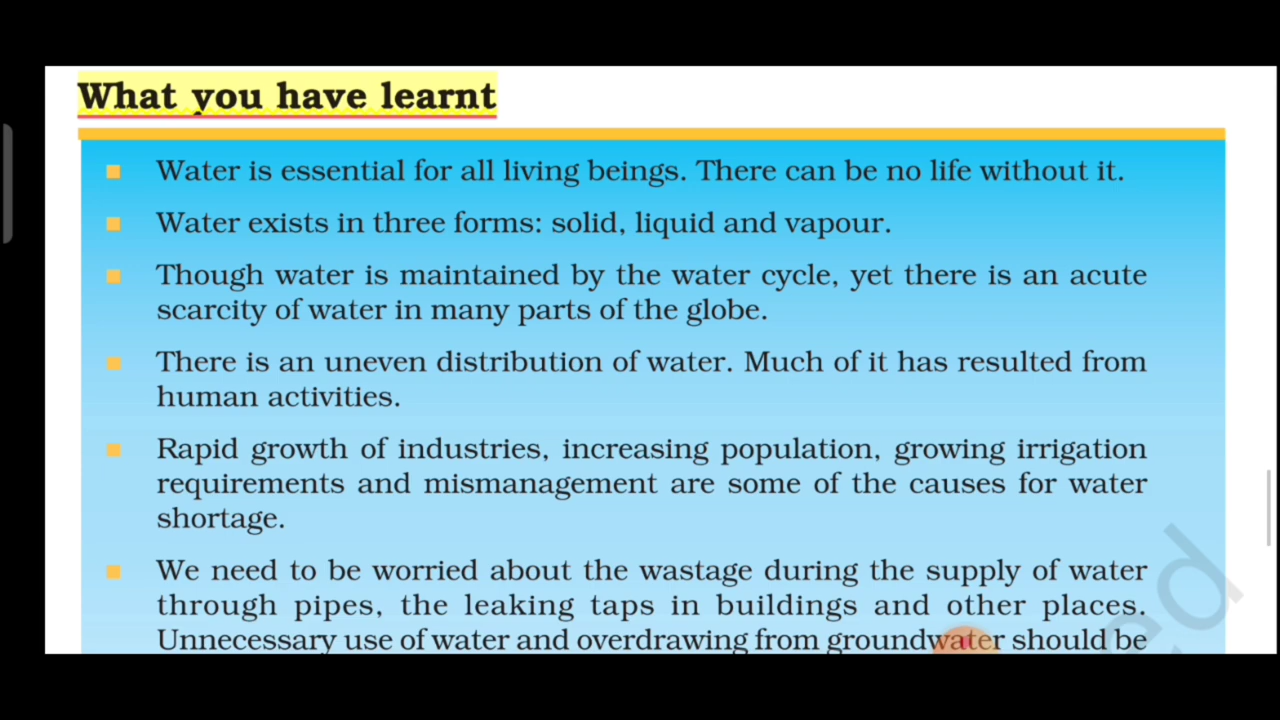 What you have learnt
Water is essential for all living beings. There can be no life without it.
Water exists in three forms: solid, liquid and vapour.
Though water is maintained by the water cycle, yet there is an acute
scarcity of water in many parts of the globe.
There is an uneven distribution of water. Much of it has resulted from
human activities.
Rapid growth of industries, increasing population, growing irrigation
requirements and mismanagement are some of the causes for water
shortage.
We need to be worried about the wastage during the supply of water
through pipes, the leaking taps in buildings and other places.
Unnecessary use of water and overdrawing from groundwater should be